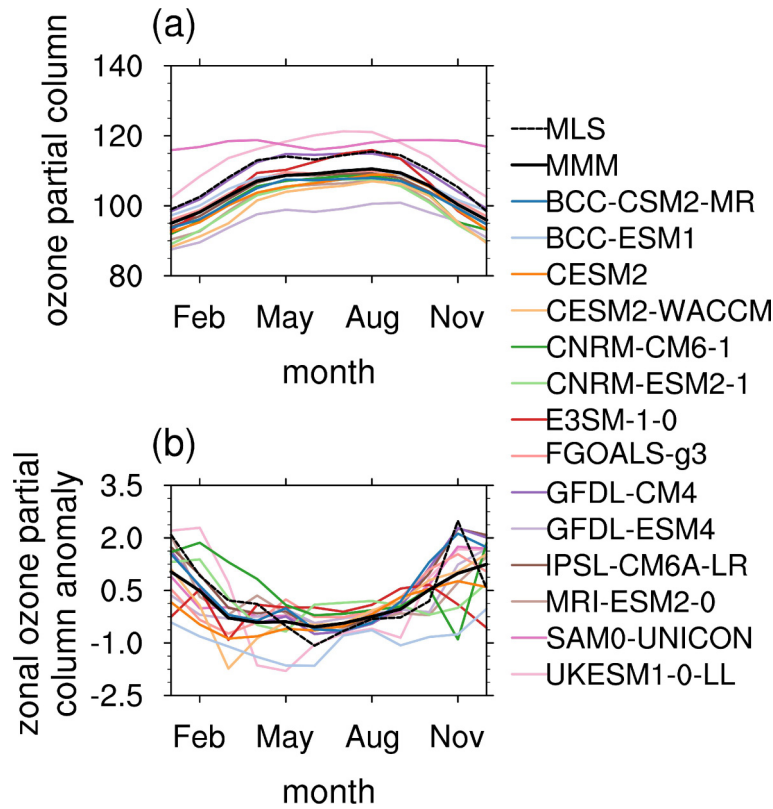 (a)
ozone partial column
140
120
100
80
Feb
May
Aug
Nov
month
MLS
MMM
BCC-CSM2-MR
BCC-ESM1
CESM2
CESM2-WACCM
CNRM-CM6-1
CNRM-ESM2-1
E3SM-1-0
FGOALS-g3
GFDL-CM4
GFDL-ESM4
IPSL-CM6A-LR
MRI-ESM2-0
SAM0-UNICON
UKESM1-0-LL
(b)
zonal ozone partial
column anomaly
3.5
2.0
0.5
-1.0
-2.5
Feb
May
Aug
Nov
month